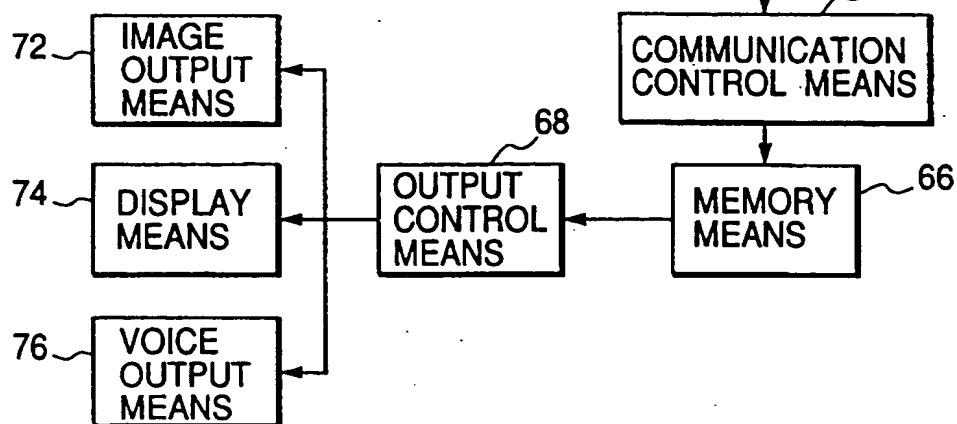 72
IMAGE
OUTPUT
MEANS
COMMUNICATION
CONTROL MEANS
68
74
DISPLAY
MEANS
OUTPUT
CONTROL
MEANS
MEMORY
MEANS
66
76
VOICE
OUTPUT
MEANS